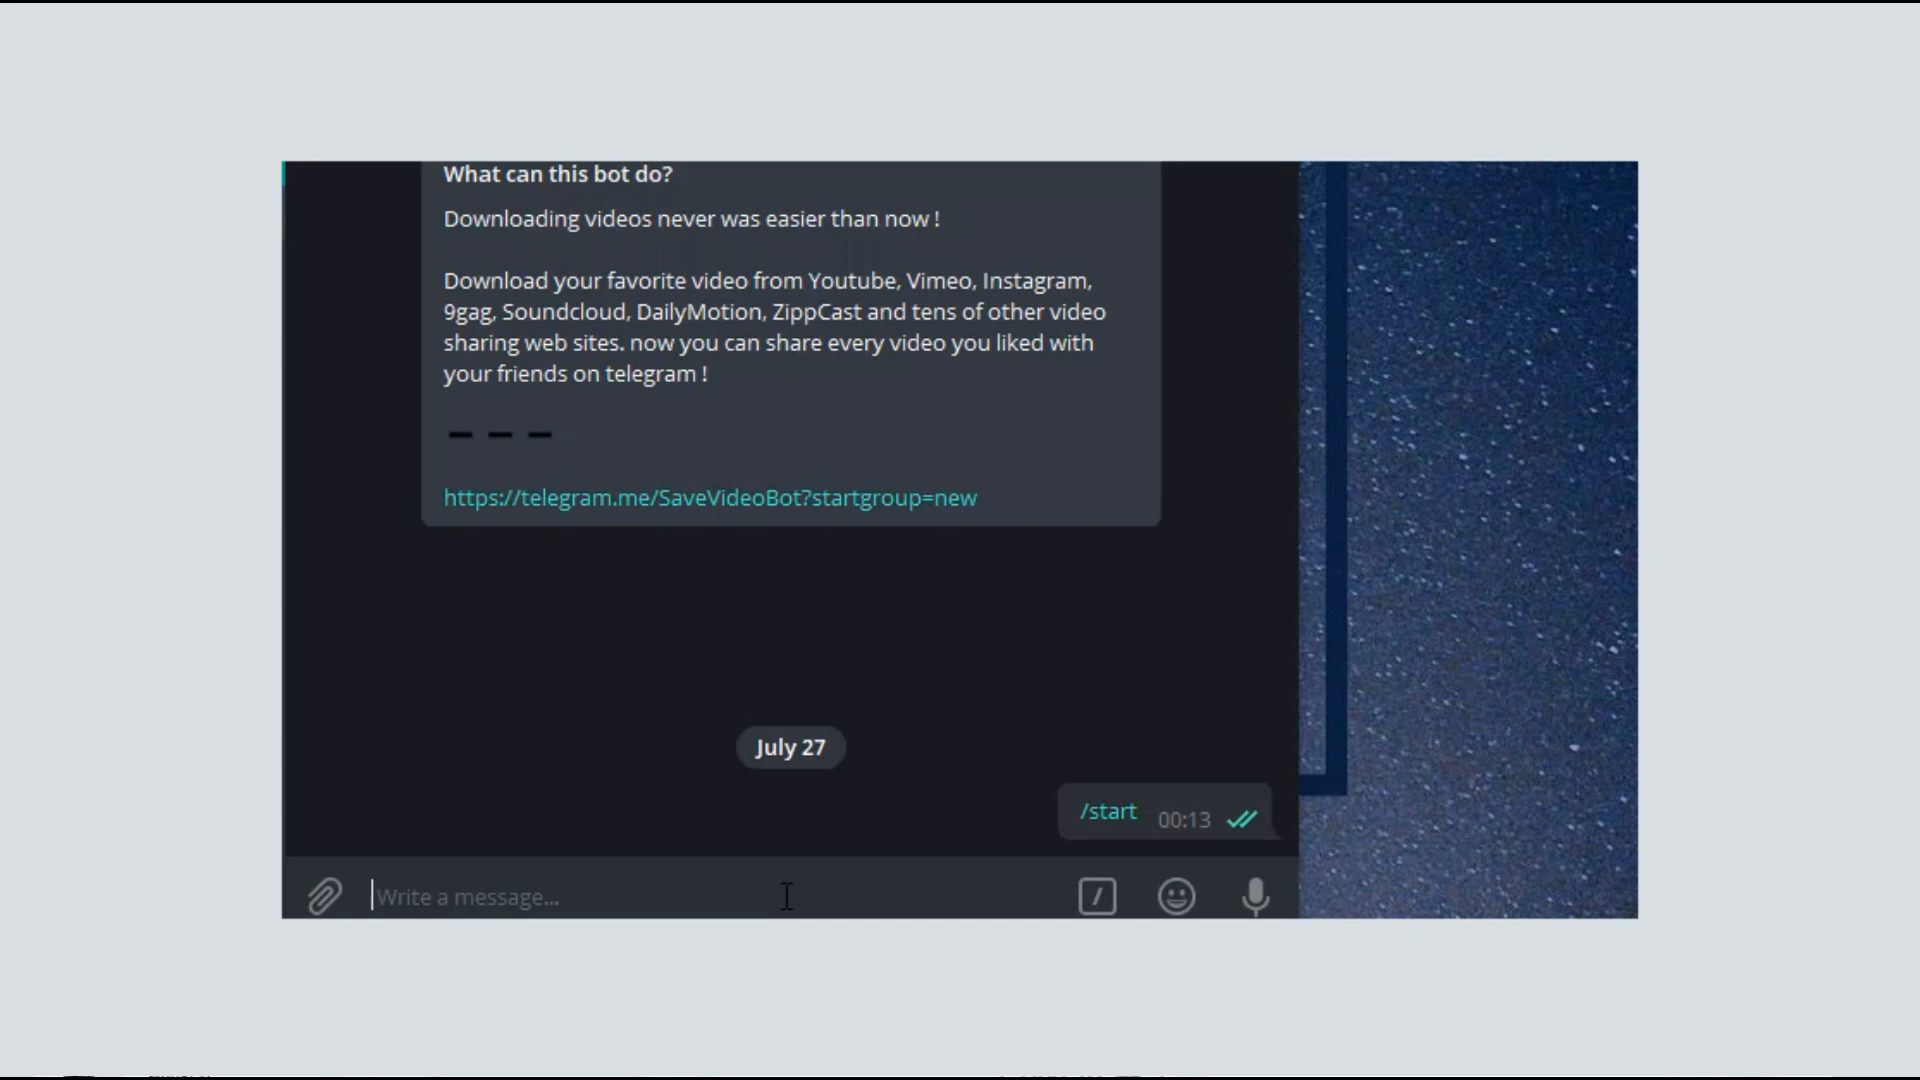 What can this bot do?
Downloading videos never was easier than now !
Download your favorite video from Youtube, Vimeo, Instagram,
9gag, Soundcloud, DailyMotion, ZippCast and tens of other video
sharing web sites. now you can share every video you liked with
your friends on telegram !
https://telegram.me/SaveVideoBot?startgroup=new
July 27
/start 00:13
Write a message...